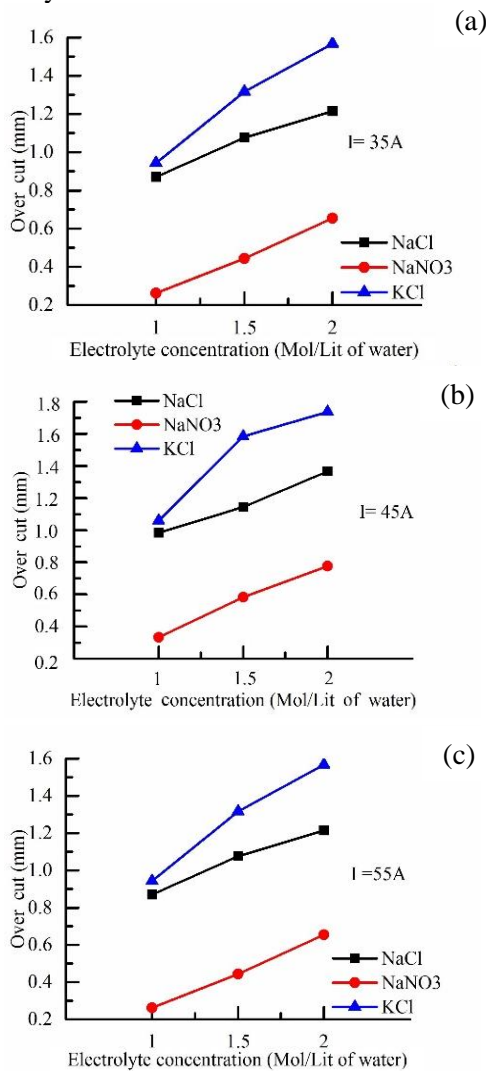 (a)
1.6
1.4
1.2
1.0
0.8
0.6
0.4
0.2
Over cut (mm)
I= 35A
NaCl
NaNO3
KCl
1 1.5 2
Electrolyte concentration (Mol/Lit of water)
(b)
1.8
1.6
1.4
1.2
1.0
0.8
0.6
0.4
0.2
Over cut (mm)
NaCl
NaNO3
KCl
I= 45A
1 1.5 2
Electrolyte concentration (Mol/Lit of water)
(c)
1.6
1.4
1.2
1.0
0.8
0.6
0.4
0.2
Over cut (mm)
I =55A
NaCl
NaNO3
KCl
1 1.5 2
Electrolyte concentration (Mol/Lit of water)